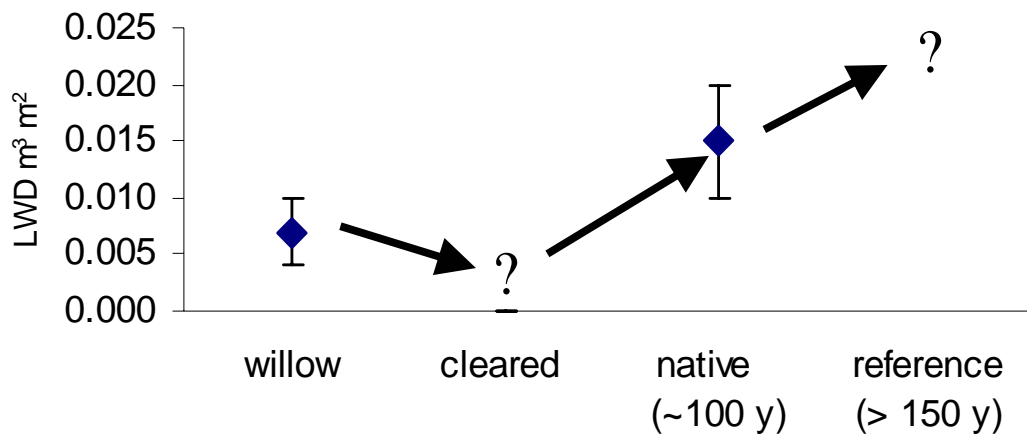 0.025
0.020
0.015
0.010
0.005
0.000
LWD m³ m²
?
?
willow cleared native reference
(~100 y) (> 150 y)